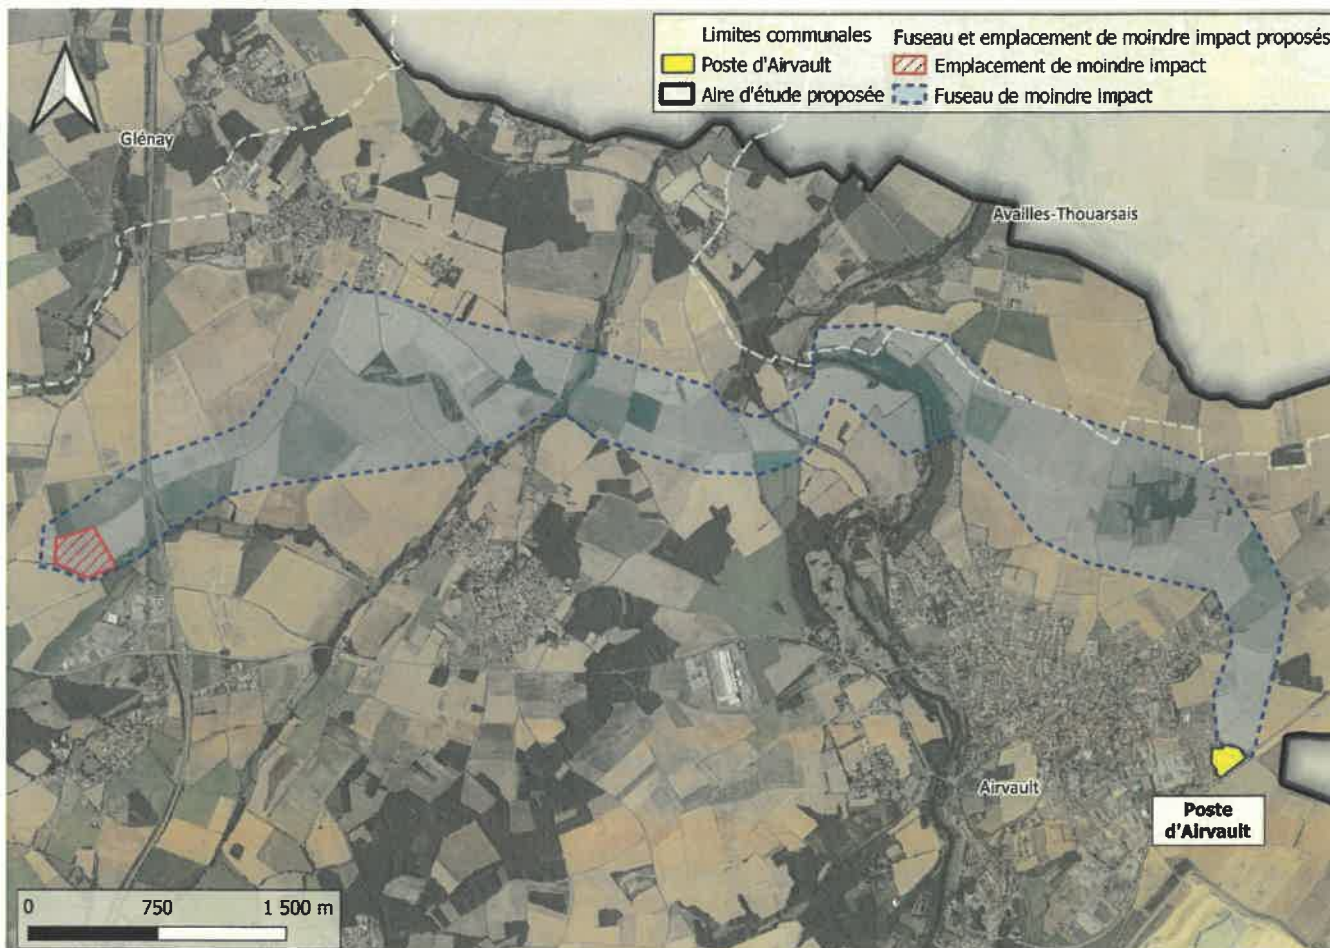 Limites communales
Poste d'Airvault
Aire d'étude proposée
Fuseau et emplacement de moindre impact proposés
Emplacement de moindre impact
Fuseau de moindre impact
Glénay
Availles-Thouarsais
Airvault
Poste
d'Airvault
0 750 1 500 m